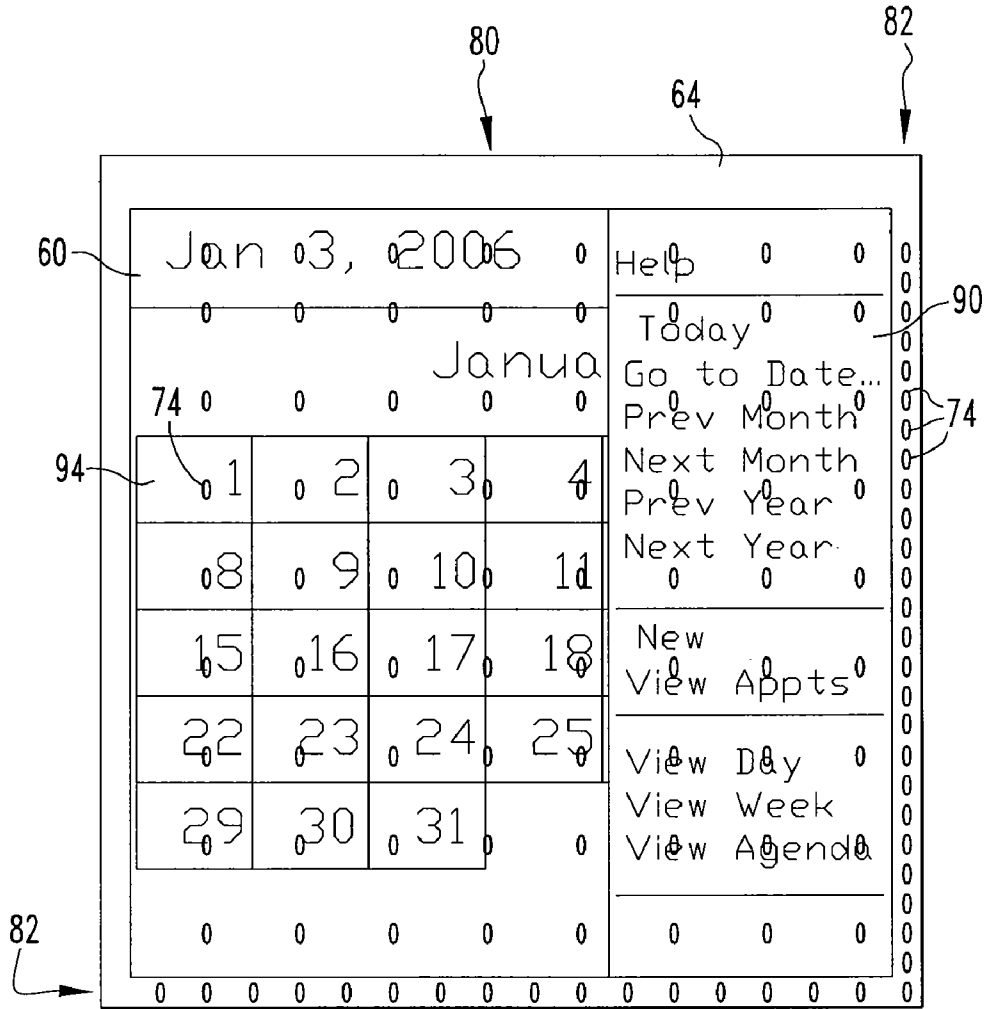 80
82
64
60
Jan 3, 2006
Help
Today
90
Janua
Go to Date...
74
Prev Month
74
94
1 2 3 4
Next Month
Prev Year
8 9 10 11
Next Year
15 16 17 18
New
View Appts
22 23 24 25
View Day
View Week
29 30 31
View Agenda
82